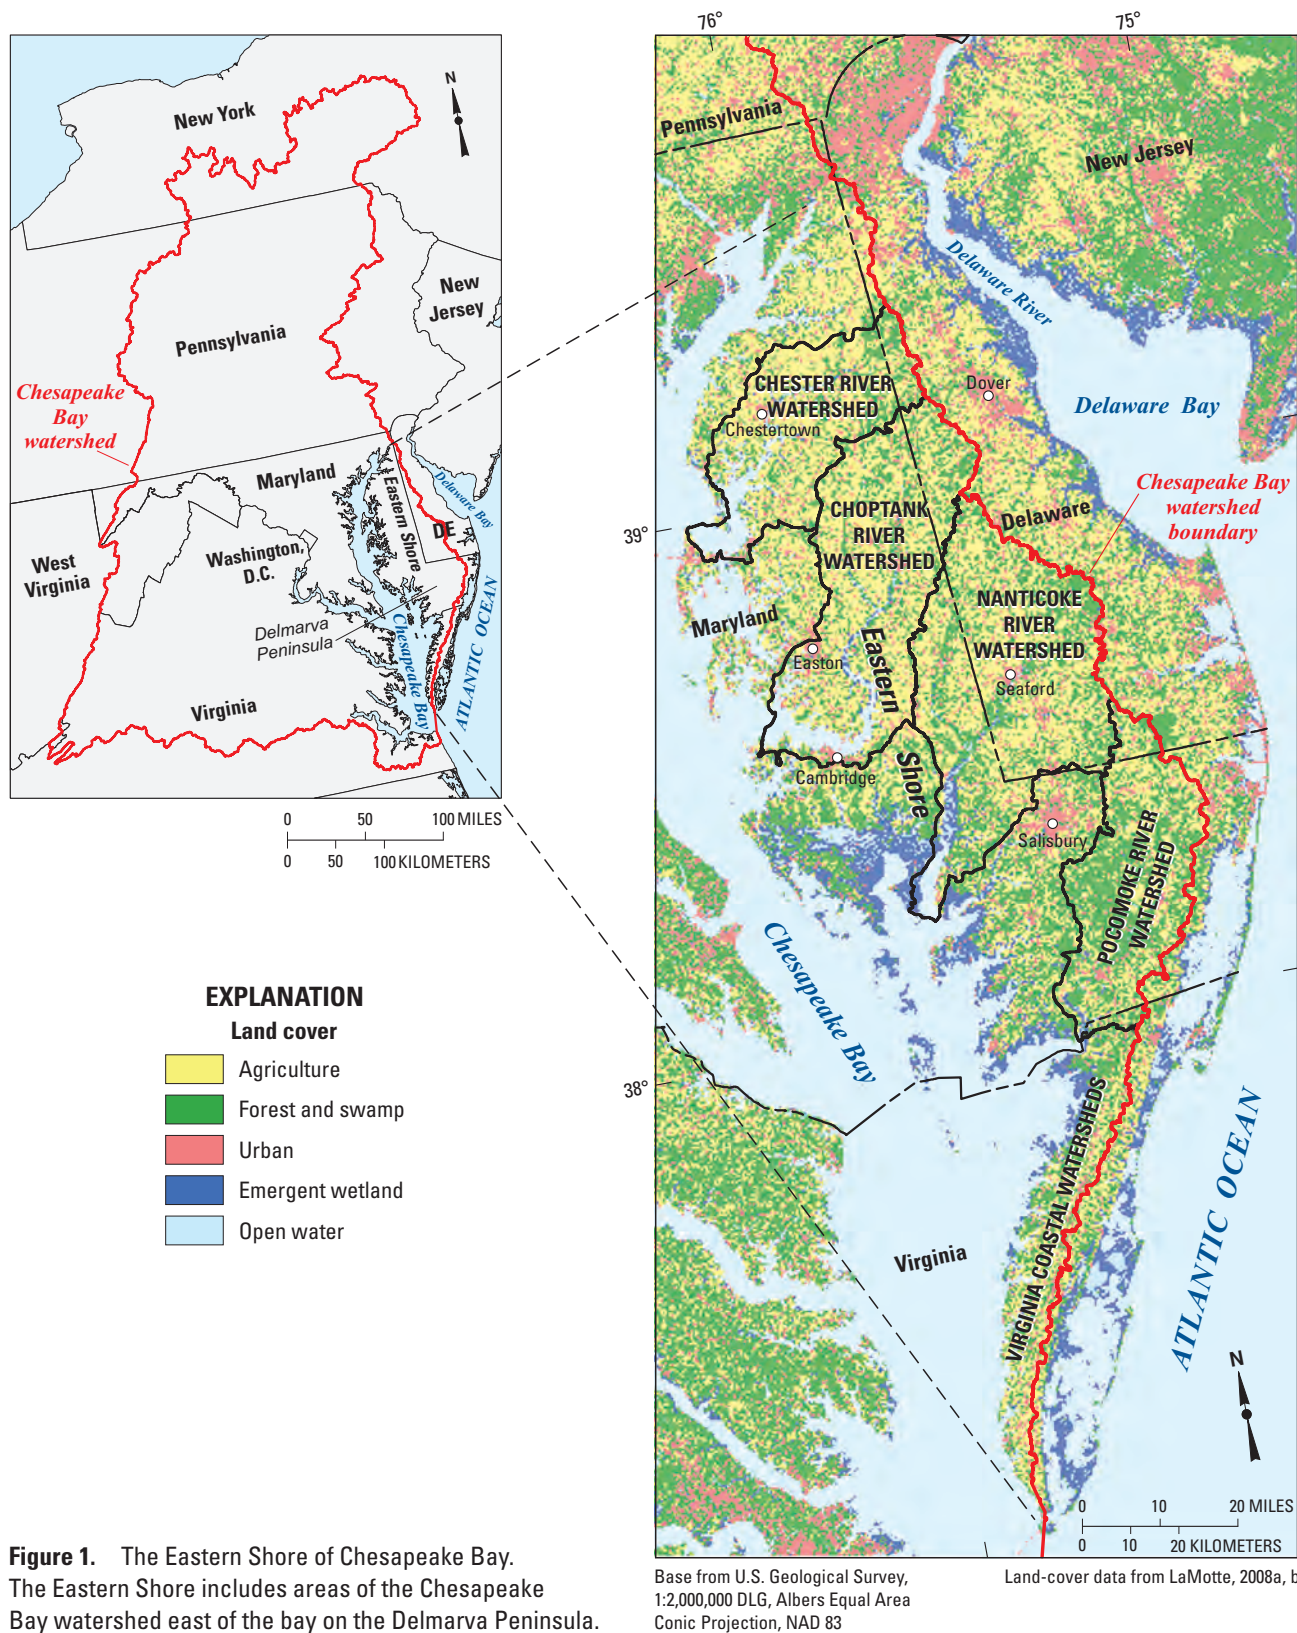 New York
N
Pennsylvania
New
Jersey
Chesapeake
Bay
watershed
Maryland
Eastern Shore
Delaware Bay
DE
West
Virginia
Washington,
D.C.
Delmarva
Peninsula
Chesapeake Bay
ATLANTIC OCEAN
Virginia
0 50 100 MILES
0 50 100 KILOMETERS
EXPLANATION
Land cover
Agriculture
Forest and swamp
Urban
Emergent wetland
Open water
76°
75°
Pennsylvania
New Jersey
Delaware River
Dover
Delaware Bay
CHESTER RIVER
WATERSHED
Chestertown
Chesapeake Bay
watershed
boundary
39°
CHOPTANK
RIVER
WATERSHED
Delaware
NANTICOKE
RIVER
WATERSHED
Maryland
Easton
Eastern
Shore
Seaford
Cambridge
Salisbury
POCOMOKE RIVER
WATERSHED
Chesapeake Bay
38°
VIRGINIA COASTAL WATERSHEDS
ATLANTIC OCEAN
Virginia
N
0 10 20 MILES
0 10 20 KILOMETERS
Figure 1. The Eastern Shore of Chesapeake Bay.
The Eastern Shore includes areas of the Chesapeake
Bay watershed east of the bay on the Delmarva Peninsula.
Base from U.S. Geological Survey,
1:2,000,000 DLG, Albers Equal Area
Conic Projection, NAD 83
Land-cover data from LaMotte, 2008a, b